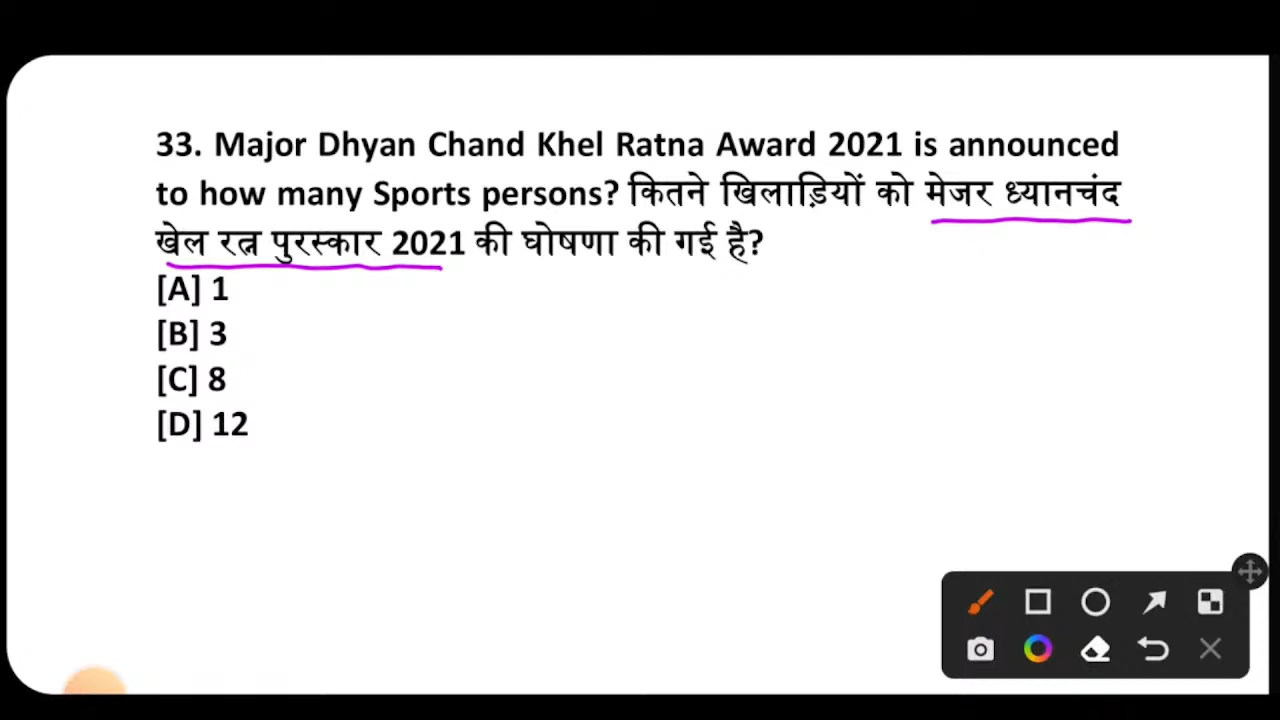 33. Major Dhyan Chand Khel Ratna Award 2021 is announced
to how many Sports persons? कितने खिलाड़ियों को मेजर ध्यानचंद
खेल रत्न पुरस्कार 2021 की घोषणा की गई है?
[A] 1
[B] 3
[C] 8
[D] 12